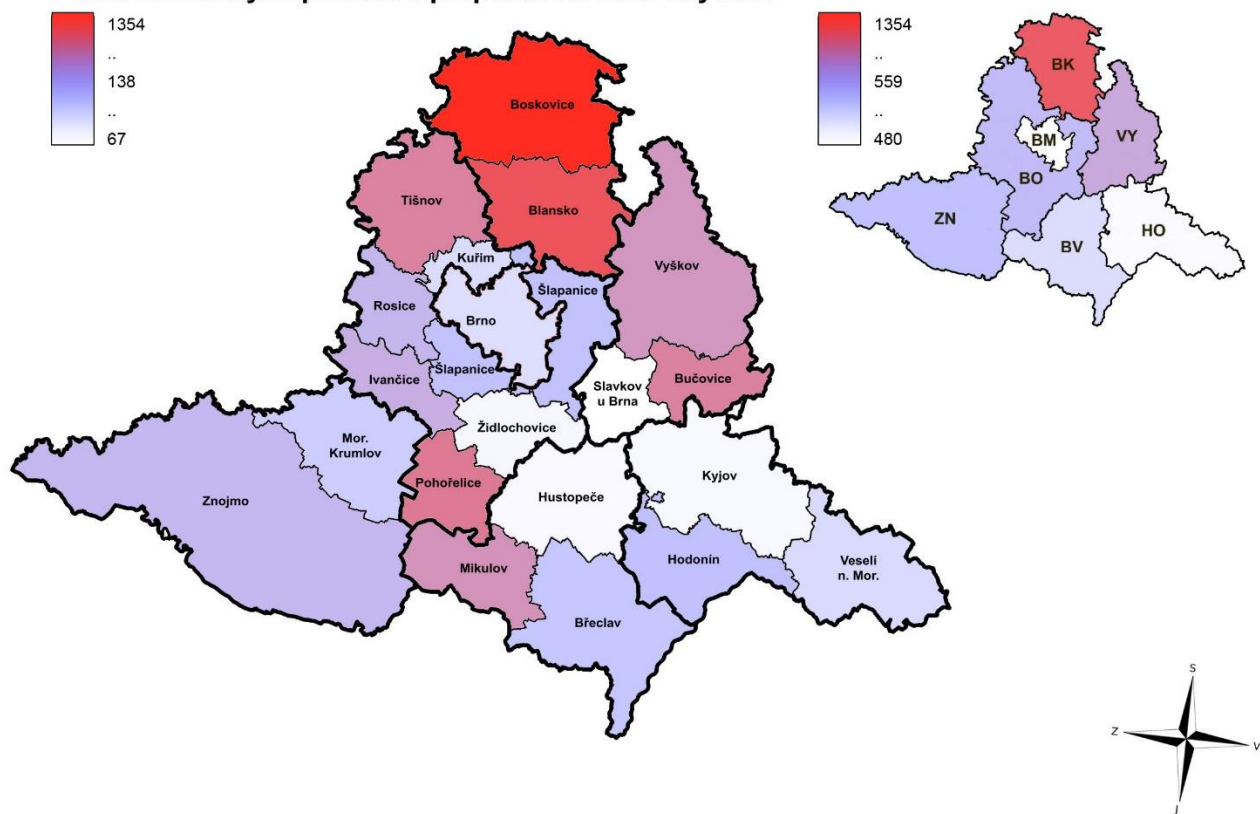 1354
..
138
..
67
1354
..
559
..
480
BK
BM
VY
BO
ZN
BV
HO
Boskovice
Tišnov
Blansko
Kuřim
Šlapanice
Vyškov
Rosice
Brno
Ivančice
Šlapanice
Slavkov
u Brna
Bučovice
Židlochovice
Mor.
Krumlov
Pohořelice
Kyjov
Znojmo
Hustopeče
Mikulov
Hodonín
Veselí
n. Mor.
Břeclav
S
Z
V
J